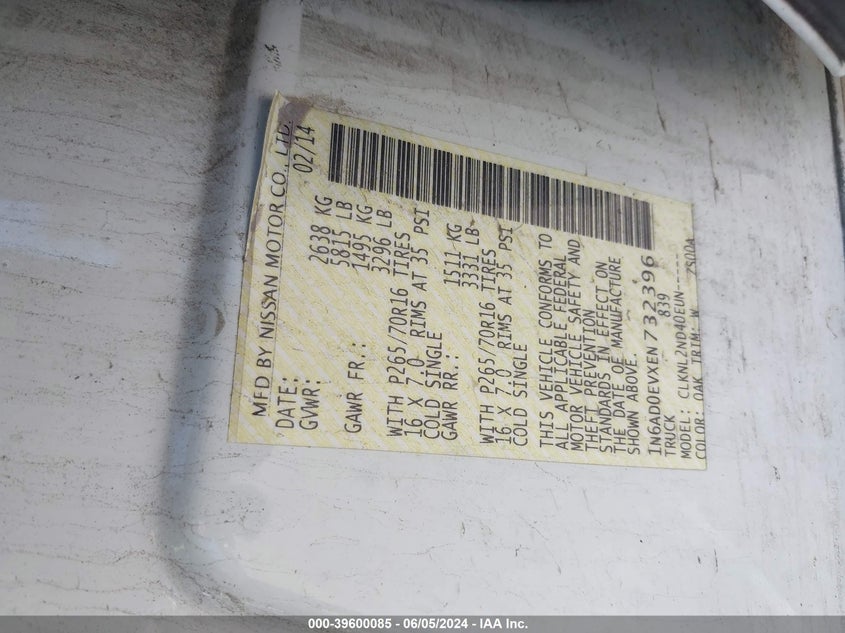 MFD BY NISSAN MOTOR CO., LTD.
DATE: 02/14
GVWR: 2638 KG
5815 LB
GAWR FR.: 1495 KG
3296 LB
WITH P265/70R16 TIRES
16 X 7.0 RIMS AT 35 PSI
COLD SINGLE
GAWR RR.: 1511 KG
3331 LB
WITH P265/70R16 TIRES
16 X 7.0 RIMS AT 35 PSI
COLD SINGLE
THIS VEHICLE CONFORMS TO
ALL APPLICABLE FEDERAL
MOTOR VEHICLE SAFETY AND
THEFT PREVENTION
STANDARDS IN EFFECT ON
THE DATE OF MANUFACTURE
SHOWN ABOVE.
1N6AD0EVXEN732396
TRUCK 839
MODEL: CLKNL2ND40EUN-----
COLOR: QAK TRIM: W
000-39600085 - 06/05/2024 - IAA Inc.